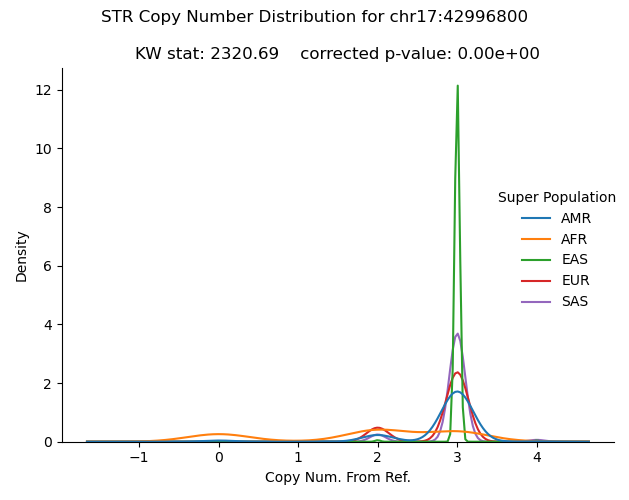 STR Copy Number Distribution for chr17:42996800
KW stat: 2320.69    corrected p-value: 0.00e+00
12
10
8
6
4
2
0
Density
−1
0
1
2
3
4
Copy Num. From Ref.
Super Population
AMR
AFR
EAS
EUR
SAS